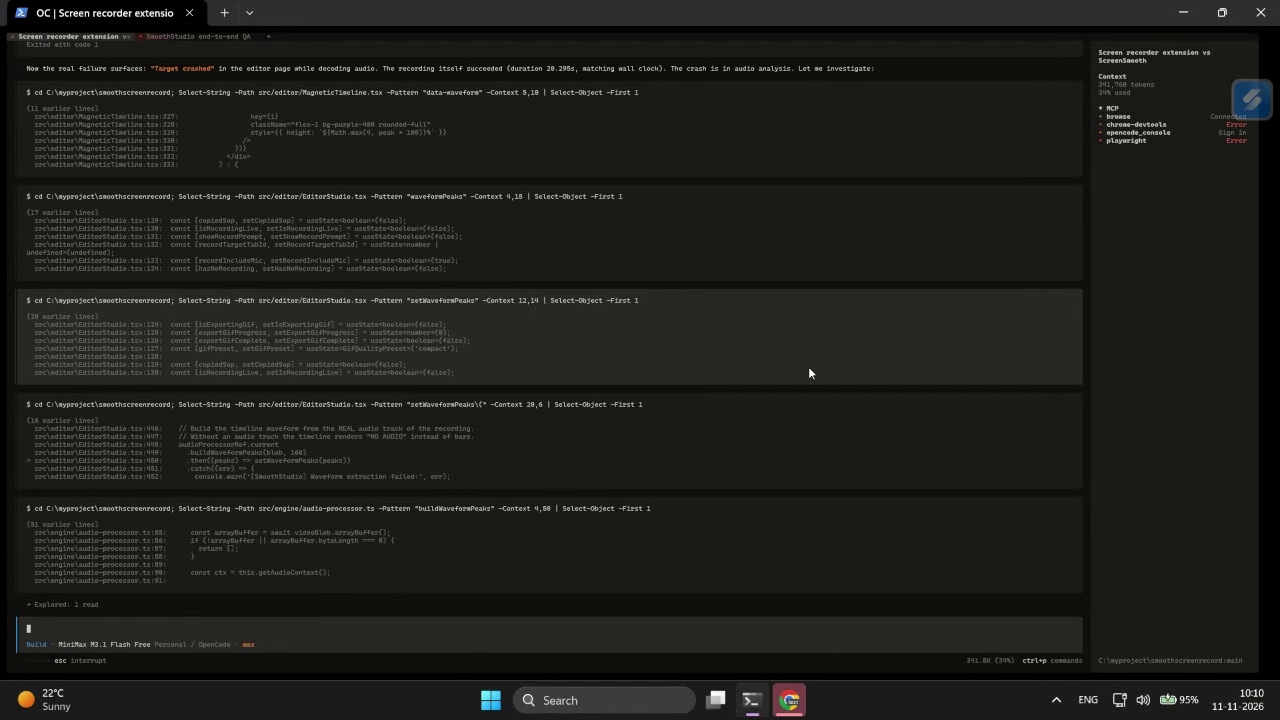 OC | Screen recorder extensio
Screen recorder extension vs • SmoothStudio end-to-end QA +
Exited with code 1
Now the real failure surfaces: "Target crashed" in the editor page while decoding audio. The recording itself succeeded (duration 20.295s, matching wall clock). The crash is in audio analysis. Let me investigate:
$ cd C:\myproject\smoothscreenrecord; Select-String -Path src/editor/MagneticTimeline.tsx -Pattern "data-waveform" -Context 5,10 | Select-Object -First 1
(11 earlier lines)
src\editor\MagneticTimeline.tsx:327: key={i}
src\editor\MagneticTimeline.tsx:328: className="flex-1 bg-purple-400 rounded-full"
src\editor\MagneticTimeline.tsx:329: style={{ height: `${Math.max(4, peak * 100)}%` }}
src\editor\MagneticTimeline.tsx:330: />
src\editor\MagneticTimeline.tsx:331: ))}
src\editor\MagneticTimeline.tsx:332: </div>
src\editor\MagneticTimeline.tsx:333: ) : (
$ cd C:\myproject\smoothscreenrecord; Select-String -Path src/editor/EditorStudio.tsx -Pattern "waveformPeaks" -Context 4,18 | Select-Object -First 1
(17 earlier lines)
src\editor\EditorStudio.tsx:129: const [copiedSop, setCopiedSop] = useState<boolean>(false);
src\editor\EditorStudio.tsx:130: const [isRecordingLive, setIsRecordingLive] = useState<boolean>(false);
src\editor\EditorStudio.tsx:131: const [showRecordPrompt, setShowRecordPrompt] = useState<boolean>(false);
src\editor\EditorStudio.tsx:132: const [recordTargetTabId, setRecordTargetTabId] = useState<number |
undefined>(undefined);
src\editor\EditorStudio.tsx:133: const [recordIncludeMic, setRecordIncludeMic] = useState<boolean>(true);
src\editor\EditorStudio.tsx:134: const [hasNoRecording, setHasNoRecording] = useState<boolean>(false);
$ cd C:\myproject\smoothscreenrecord; Select-String -Path src/editor/EditorStudio.tsx -Pattern "setWaveformPeaks" -Context 12,14 | Select-Object -First 1
(20 earlier lines)
src\editor\EditorStudio.tsx:124: const [isExportingGif, setIsExportingGif] = useState<boolean>(false);
src\editor\EditorStudio.tsx:125: const [exportGifProgress, setExportGifProgress] = useState<number>(0);
src\editor\EditorStudio.tsx:126: const [exportGifComplete, setExportGifComplete] = useState<boolean>(false);
src\editor\EditorStudio.tsx:127: const [gifPreset, setGifPreset] = useState<GifQualityPreset>('compact');
src\editor\EditorStudio.tsx:128:
src\editor\EditorStudio.tsx:129: const [copiedSop, setCopiedSop] = useState<boolean>(false);
src\editor\EditorStudio.tsx:130: const [isRecordingLive, setIsRecordingLive] = useState<boolean>(false);
$ cd C:\myproject\smoothscreenrecord; Select-String -Path src/editor/EditorStudio.tsx -Pattern "setWaveformPeaks\(" -Context 20,6 | Select-Object -First 1
(16 earlier lines)
src\editor\EditorStudio.tsx:446: // Build the timeline waveform from the REAL audio track of the recording.
src\editor\EditorStudio.tsx:447: // Without an audio track the timeline renders "NO AUDIO" instead of bars.
src\editor\EditorStudio.tsx:448: audioProcessorRef.current
src\editor\EditorStudio.tsx:449: .buildWaveformPeaks(blob, 160)
> src\editor\EditorStudio.tsx:450: .then((peaks) => setWaveformPeaks(peaks))
src\editor\EditorStudio.tsx:451: .catch((err) => {
src\editor\EditorStudio.tsx:452: console.warn('[SmoothStudio] Waveform extraction failed:', err);
$ cd C:\myproject\smoothscreenrecord; Select-String -Path src/engine/audio-processor.ts -Pattern "buildWaveformPeaks" -Context 4,50 | Select-Object -First 1
(51 earlier lines)
src\engine\audio-processor.ts:85: const arrayBuffer = await videoBlob.arrayBuffer();
src\engine\audio-processor.ts:86: if (!arrayBuffer || arrayBuffer.byteLength === 0) {
src\engine\audio-processor.ts:87: return [];
src\engine\audio-processor.ts:88: }
src\engine\audio-processor.ts:89:
src\engine\audio-processor.ts:90: const ctx = this.getAudioContext();
src\engine\audio-processor.ts:91:
→ Explored: 1 read
Build · MiniMax M3.1 Flash Free Personal / OpenCode · max
esc interrupt
341.8K (34%) ctrl+p commands
Screen recorder extension vs
ScreenSmooth
Context
341,760 tokens
34% used
▼ MCP
• browse Connected
• chrome-devtools Error
• opencode_console Sign in
• playwright Error
C:\myproject\smoothscreenrecord:main
22°C
Sunny
Search
ENG
95%
10:10
11-11-2026